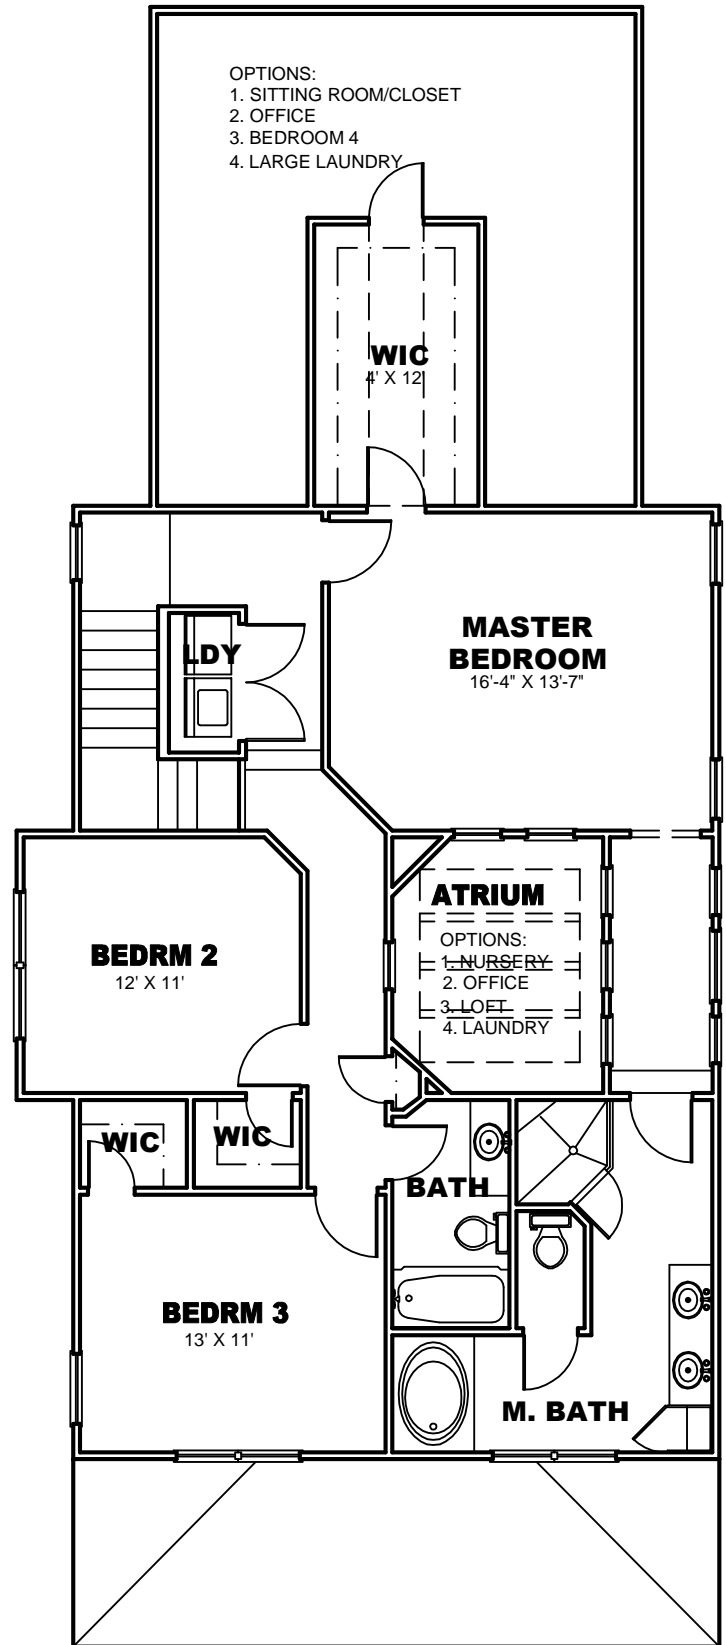 OPTIONS:
1. SITTING ROOM/CLOSET
2. OFFICE
3. BEDROOM 4
4. LARGE LAUNDRY
WIC
4' X 12'
LDY
MASTER
BEDROOM
16'-4" X 13'-7"
ATRIUM
OPTIONS:
1. NURSERY
2. OFFICE
3. LOFT
4. LAUNDRY
BEDRM 2
12' X 11'
WIC
WIC
BATH
BEDRM 3
13' X 11'
M. BATH